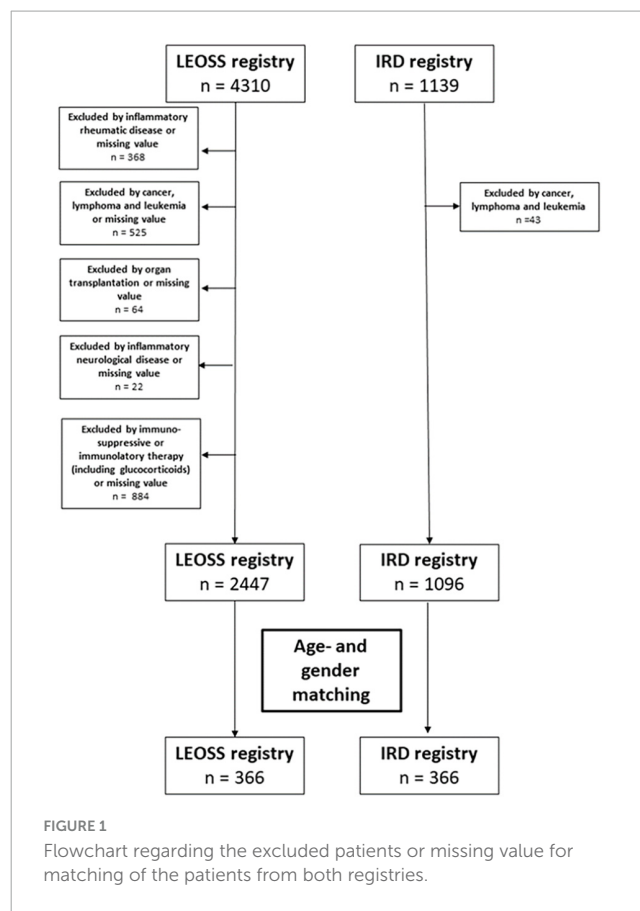 LEOSS registry
n = 4310
IRD registry
n = 1139
Excluded by inflammatory
rheumatic disease or
missing value
n = 368
Excluded by cancer,
lymphoma and leukemia
or missing value
n = 525
Excluded by cancer,
lymphoma and leukemia
n =43
Excluded by organ
transplantation or missing
value
n = 64
Excluded by inflammatory
neurological disease or
missing value
n = 22
Excluded by immuno-
suppressive or
immunolatory therapy
(including glucocorticoids)
or missing value
n = 884
LEOSS registry
n = 2447
IRD registry
n = 1096
Age- and
gender
matching
LEOSS registry
n = 366
IRD registry
n = 366
FIGURE 1
Flowchart regarding the excluded patients or missing value for
matching of the patients from both registries.